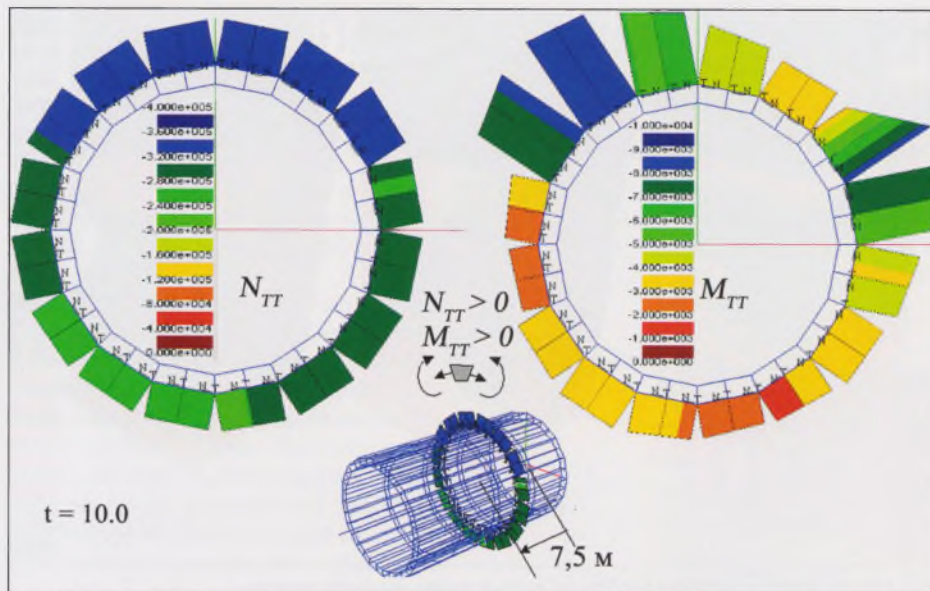 -4.000e+005
-3.600e+005
-3.200e+005
-2.800e+005
-2.400e+005
-2.000e+005
-1.600e+005
-1.200e+005
-8.000e+004
-4.000e+004
0.000e+000
N_TT
-1.000e+004
-9.000e+003
-8.000e+003
-7.000e+003
-6.000e+003
-5.000e+003
-4.000e+003
-3.000e+003
-2.000e+003
-1.000e+003
0.000e+000
M_TT
N_TT > 0
M_TT > 0
t = 10.0
7,5 м